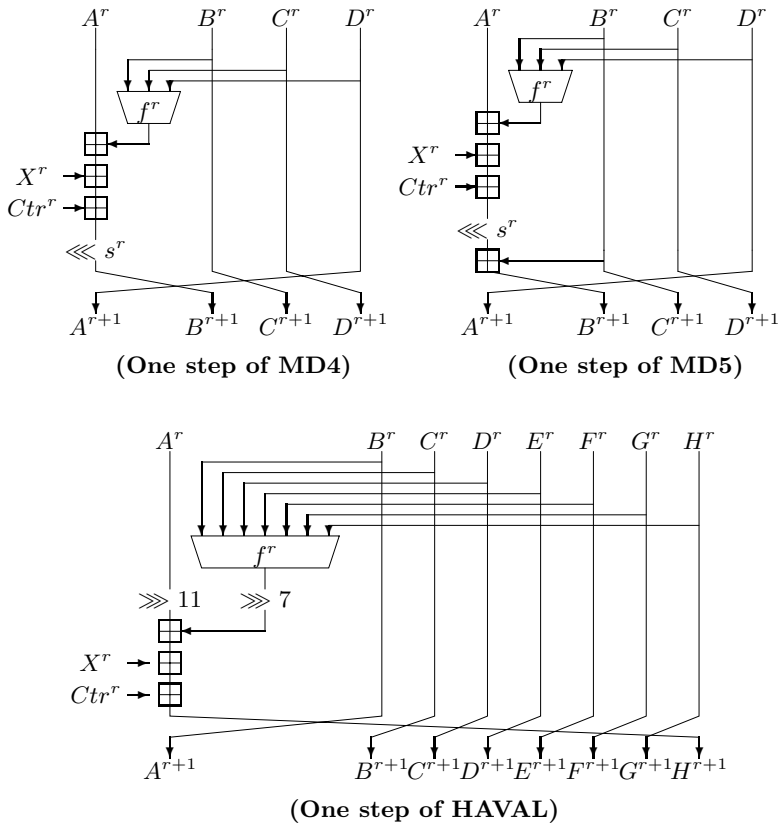 A^r B^r C^r D^r A^r B^r C^r D^r
f^r f^r
X^r X^r
Ctr^r Ctr^r
⋘ s^r ⋘ s^r
A^{r+1} B^{r+1} C^{r+1} D^{r+1} A^{r+1} B^{r+1} C^{r+1} D^{r+1}
(One step of MD4) (One step of MD5)
A^r B^r C^r D^r E^r F^r G^r H^r
f^r
⋙ 11 ⋙ 7
X^r
Ctr^r
A^{r+1} B^{r+1} C^{r+1} D^{r+1} E^{r+1} F^{r+1} G^{r+1} H^{r+1}
(One step of HAVAL)